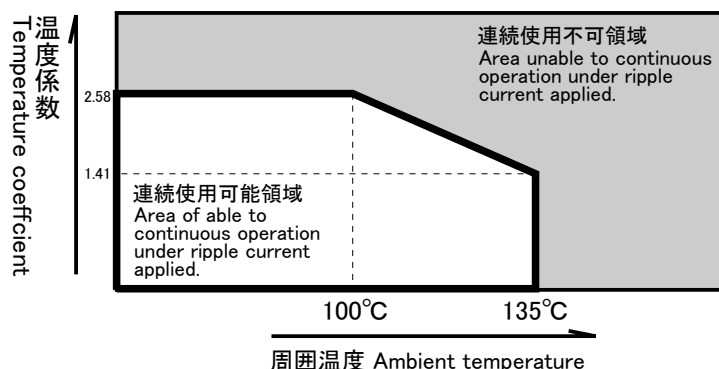 温度係数
Temperature coeffcient
連続使用不可領域
Area unable to continuous
operation under ripple
current applied.
2.58
1.41
連続使用可能領域
Area of able to
continuous operation
under ripple current
applied.
100℃
135℃
周囲温度 Ambient temperature